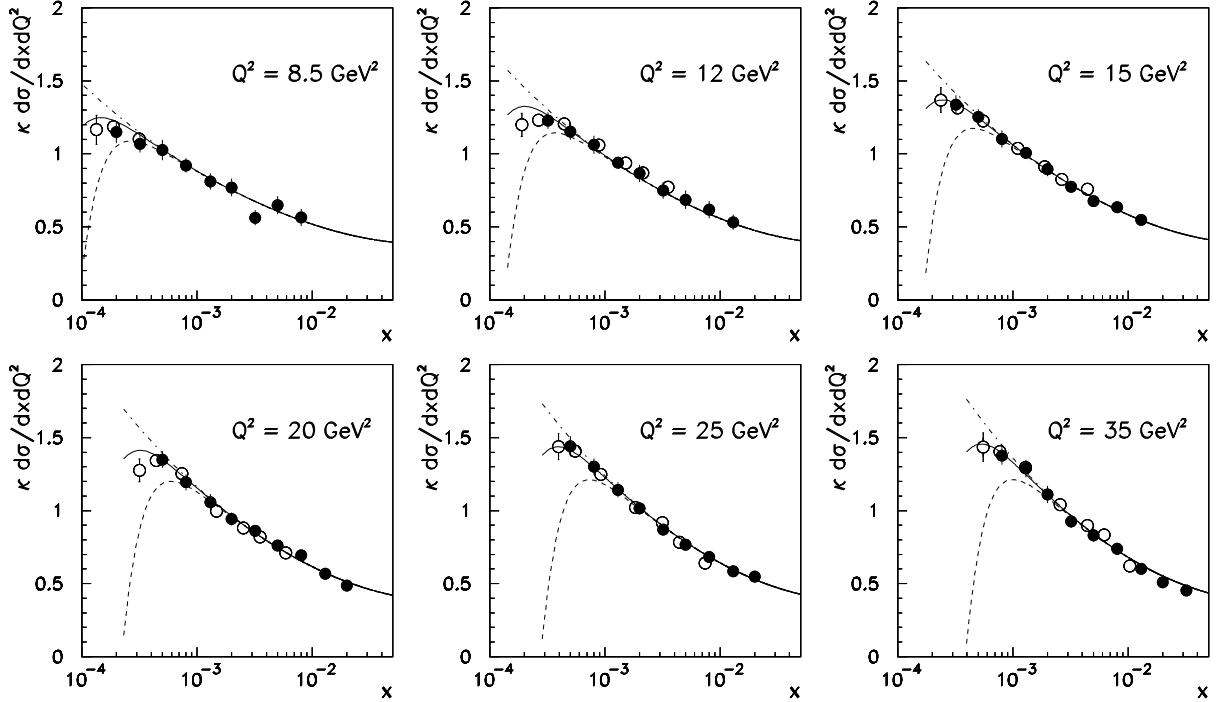 κ dσ/dxdQ²
2
1.5
1
0.5
0
Q² = 8.5 GeV²
10⁻⁴
10⁻³
10⁻²
x
κ dσ/dxdQ²
2
1.5
1
0.5
0
Q² = 12 GeV²
10⁻⁴
10⁻³
10⁻²
x
κ dσ/dxdQ²
2
1.5
1
0.5
0
Q² = 15 GeV²
10⁻⁴
10⁻³
10⁻²
x
κ dσ/dxdQ²
2
1.5
1
0.5
0
Q² = 20 GeV²
10⁻⁴
10⁻³
10⁻²
x
κ dσ/dxdQ²
2
1.5
1
0.5
0
Q² = 25 GeV²
10⁻⁴
10⁻³
10⁻²
x
κ dσ/dxdQ²
2
1.5
1
0.5
0
Q² = 35 GeV²
10⁻⁴
10⁻³
10⁻²
x